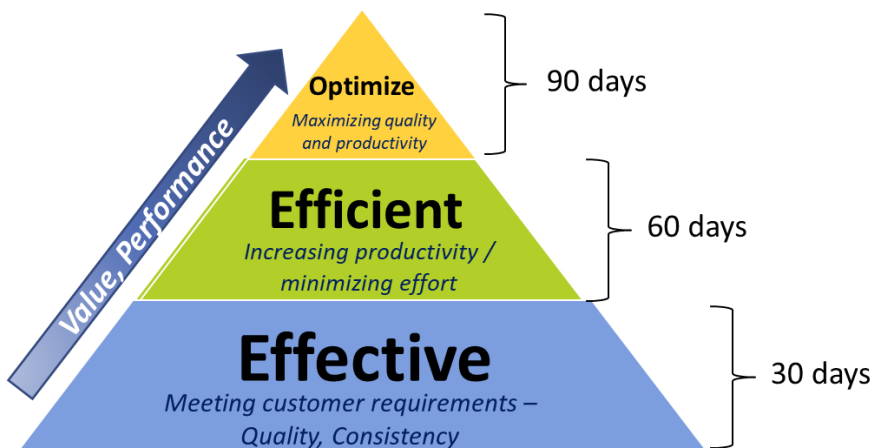 Optimize
Maximizing quality
and productivity
90 days
Efficient
Increasing productivity /
minimizing effort
60 days
Effective
Meeting customer requirements –
Quality, Consistency
30 days
Value, Performance